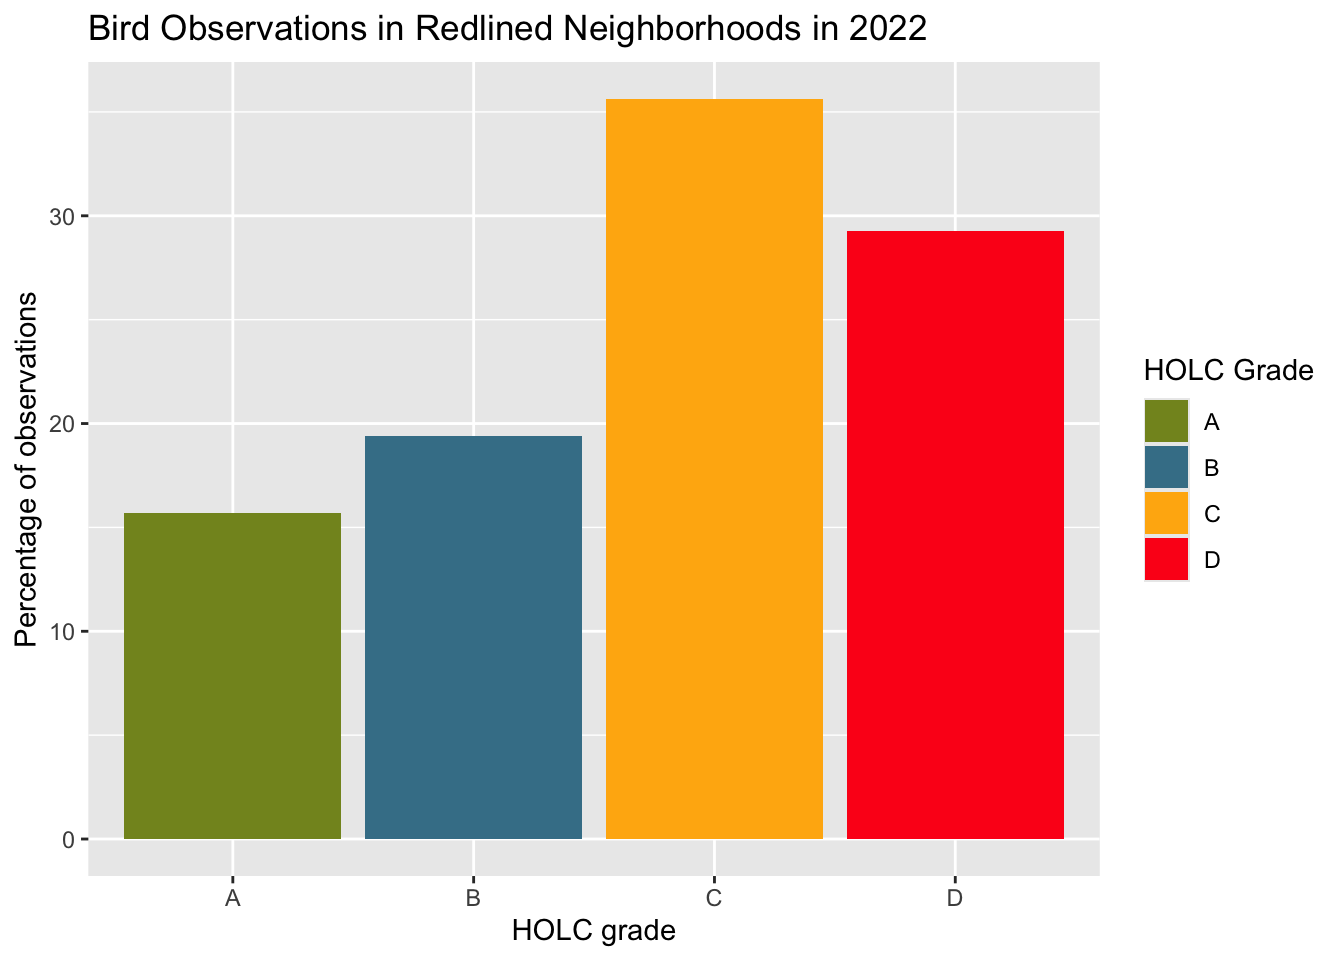 Bird Observations in Redlined Neighborhoods in 2022
Percentage of observations
30
20
10
0
A
B
C
D
HOLC grade
HOLC Grade
A
B
C
D